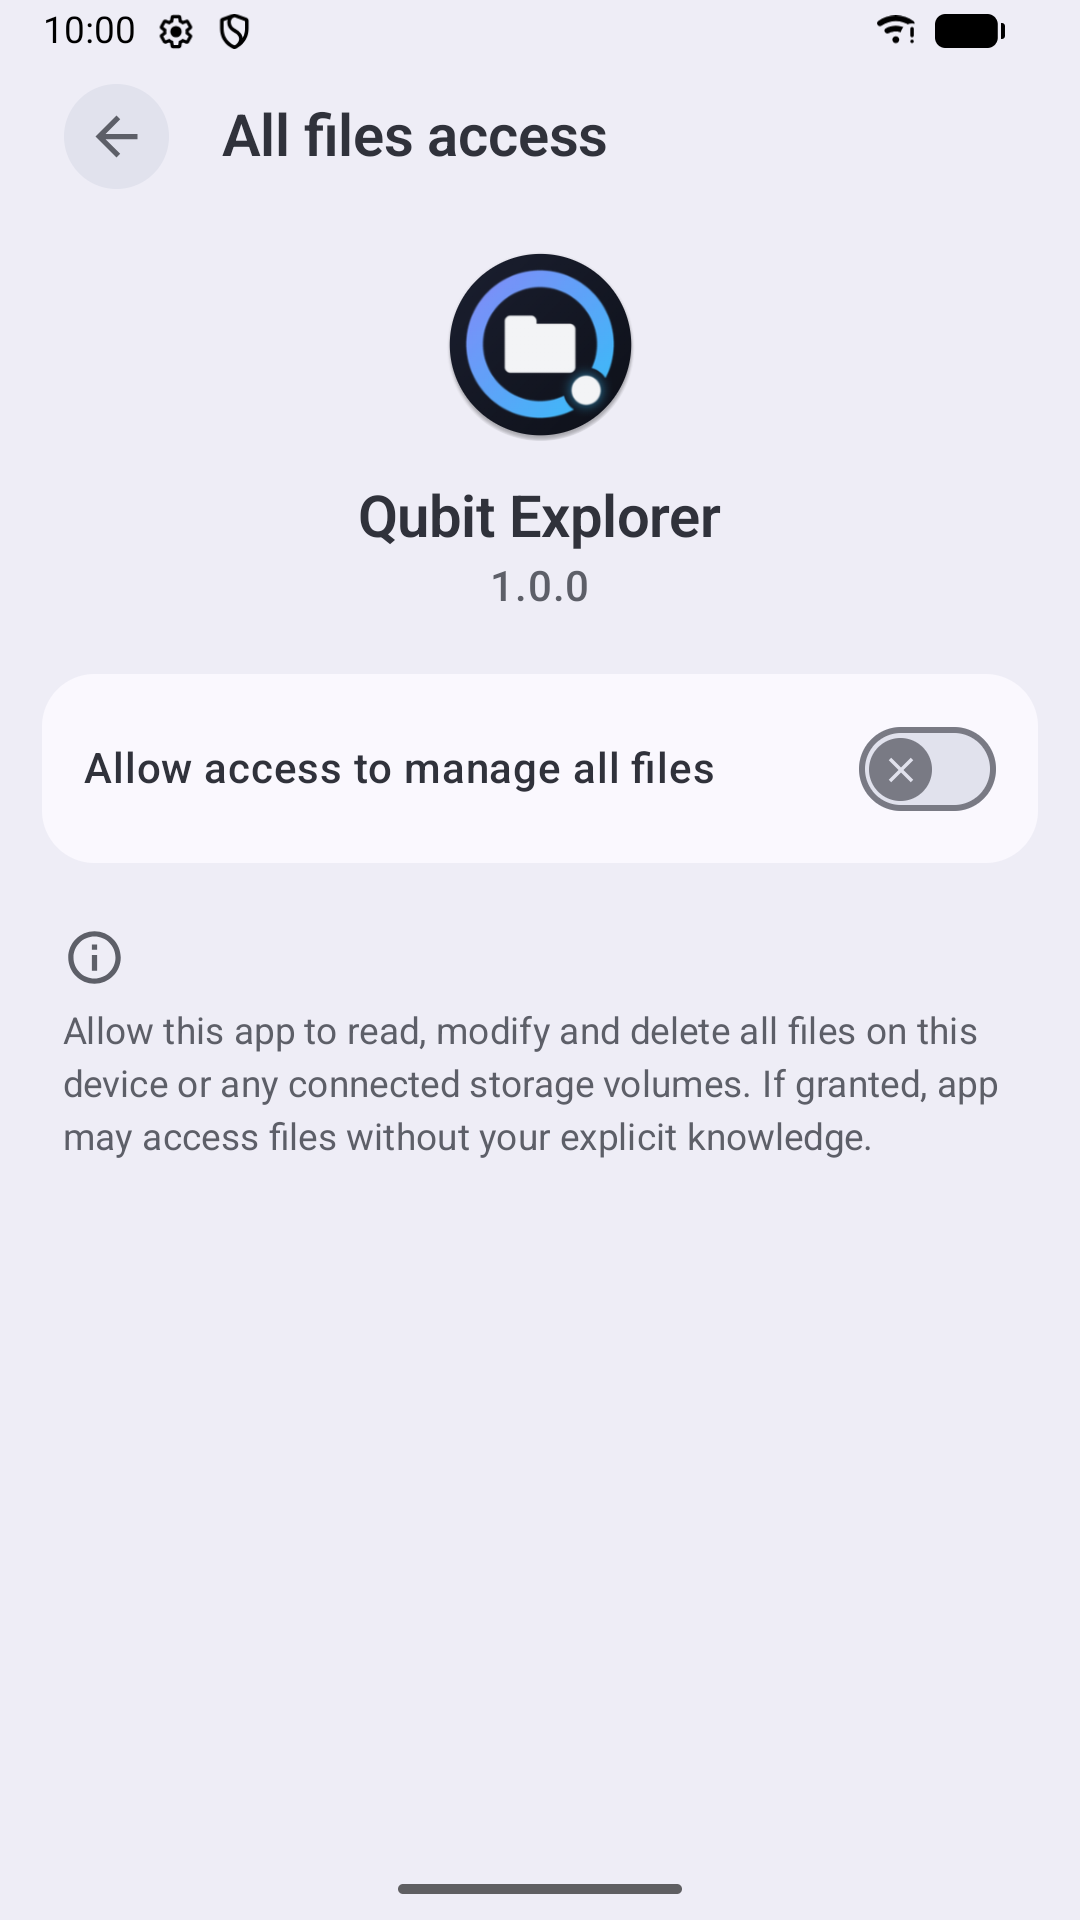 10:00
All files access
Qubit Explorer
1.0.0
Allow access to manage all files
Allow this app to read, modify and delete all files on this
device or any connected storage volumes. If granted, app
may access files without your explicit knowledge.